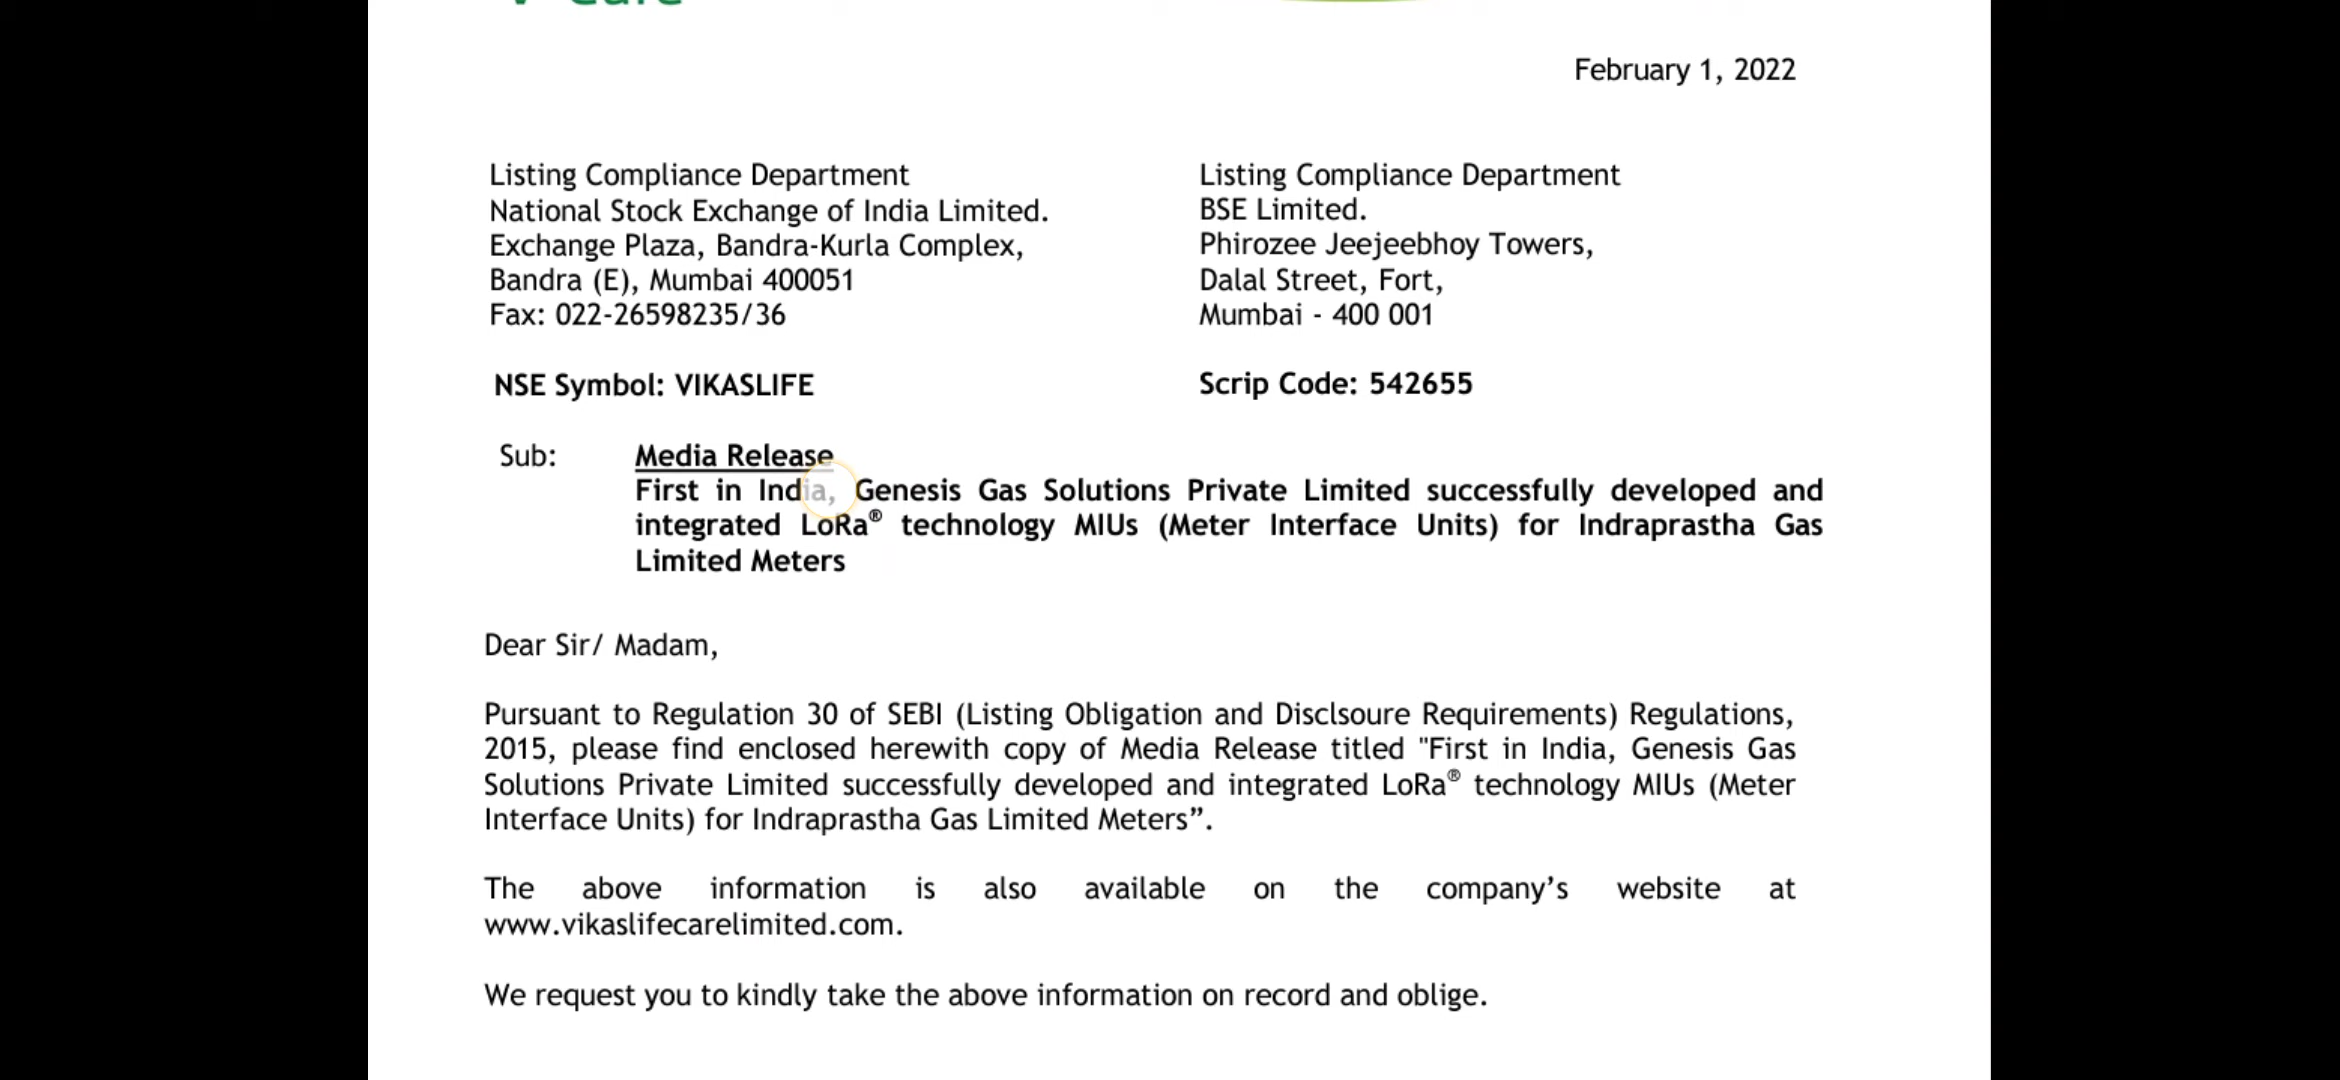 February 1, 2022
Listing Compliance Department
National Stock Exchange of India Limited.
Exchange Plaza, Bandra-Kurla Complex,
Bandra (E), Mumbai 400051
Fax: 022-26598235/36
NSE Symbol: VIKASLIFE
Listing Compliance Department
BSE Limited.
Phirozee Jeejeebhoy Towers,
Dalal Street, Fort,
Mumbai - 400 001
Scrip Code: 542655
Sub: Media Release
First in India, Genesis Gas Solutions Private Limited successfully developed and
integrated LoRa® technology MIUs (Meter Interface Units) for Indraprastha Gas
Limited Meters
Dear Sir/ Madam,
Pursuant to Regulation 30 of SEBI (Listing Obligation and Disclsoure Requirements) Regulations,
2015, please find enclosed herewith copy of Media Release titled "First in India, Genesis Gas
Solutions Private Limited successfully developed and integrated LoRa® technology MIUs (Meter
Interface Units) for Indraprastha Gas Limited Meters”.
The above information is also available on the company’s website at
www.vikaslifecarelimited.com.
We request you to kindly take the above information on record and oblige.